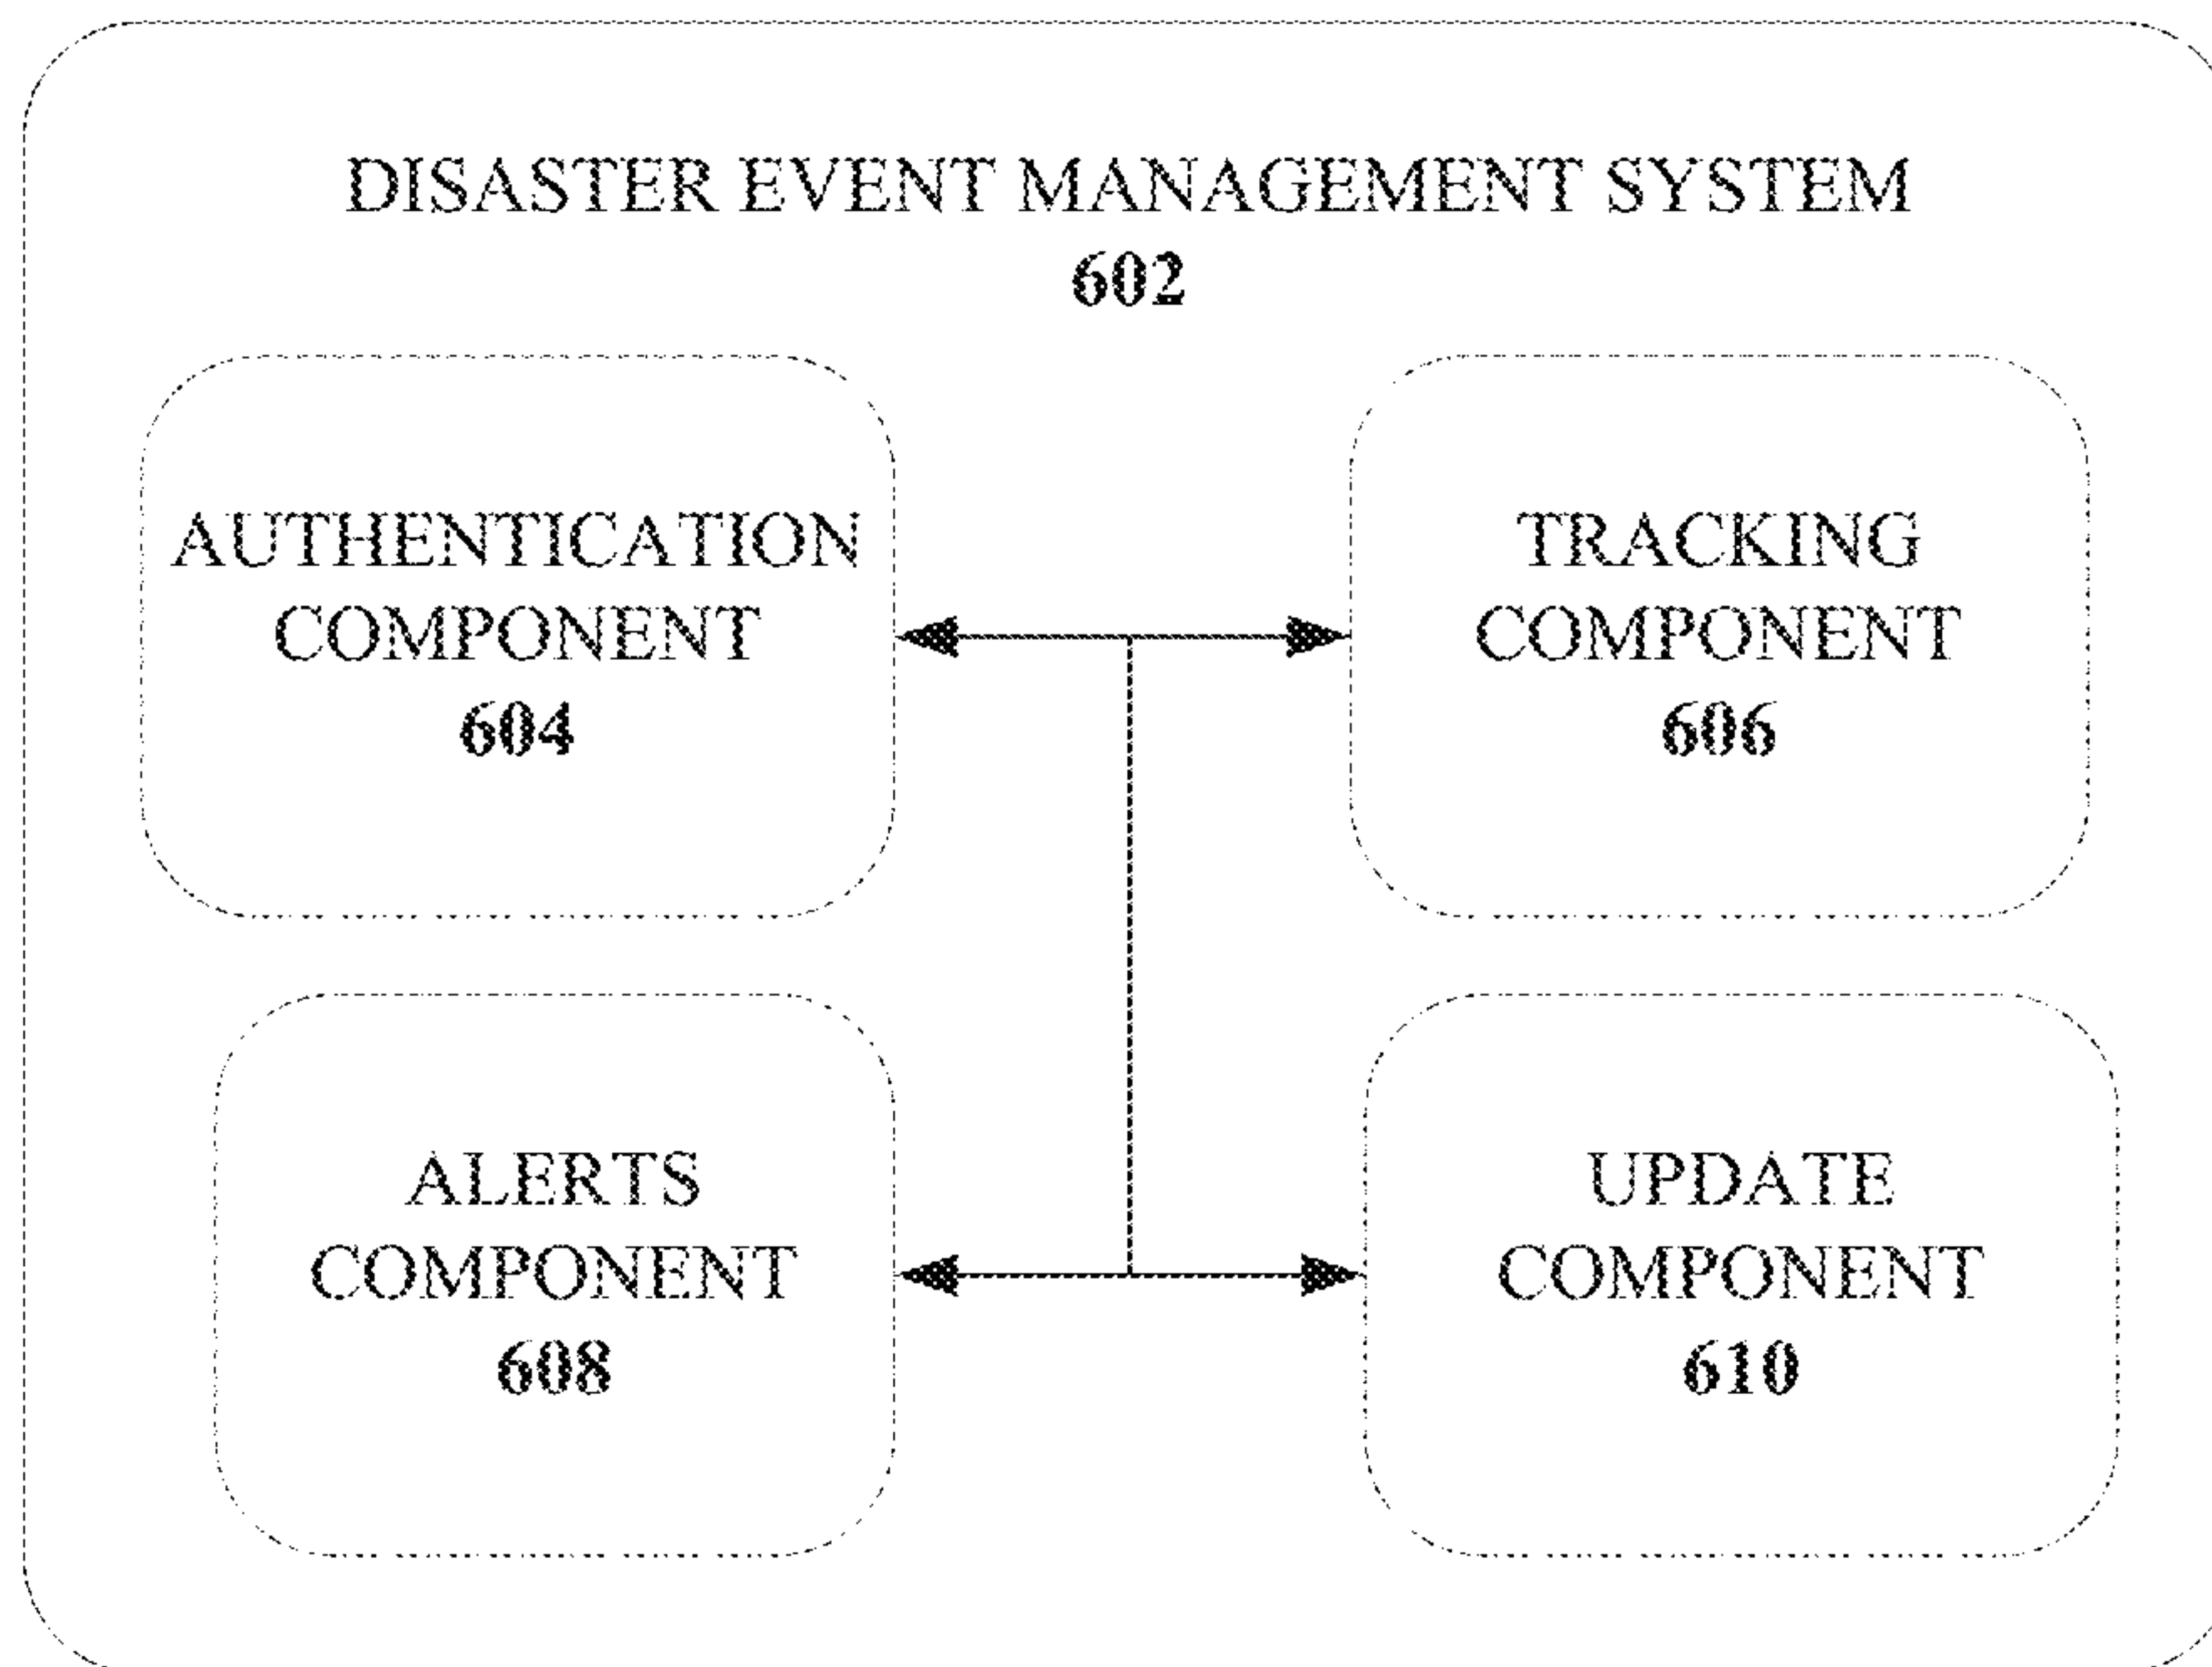 DISASTER EVENT MANAGEMENT SYSTEM
602
AUTHENTICATION
COMPONENT
604
TRACKING
COMPONENT
606
ALERTS
COMPONENT
608
UPDATE
COMPONENT
610